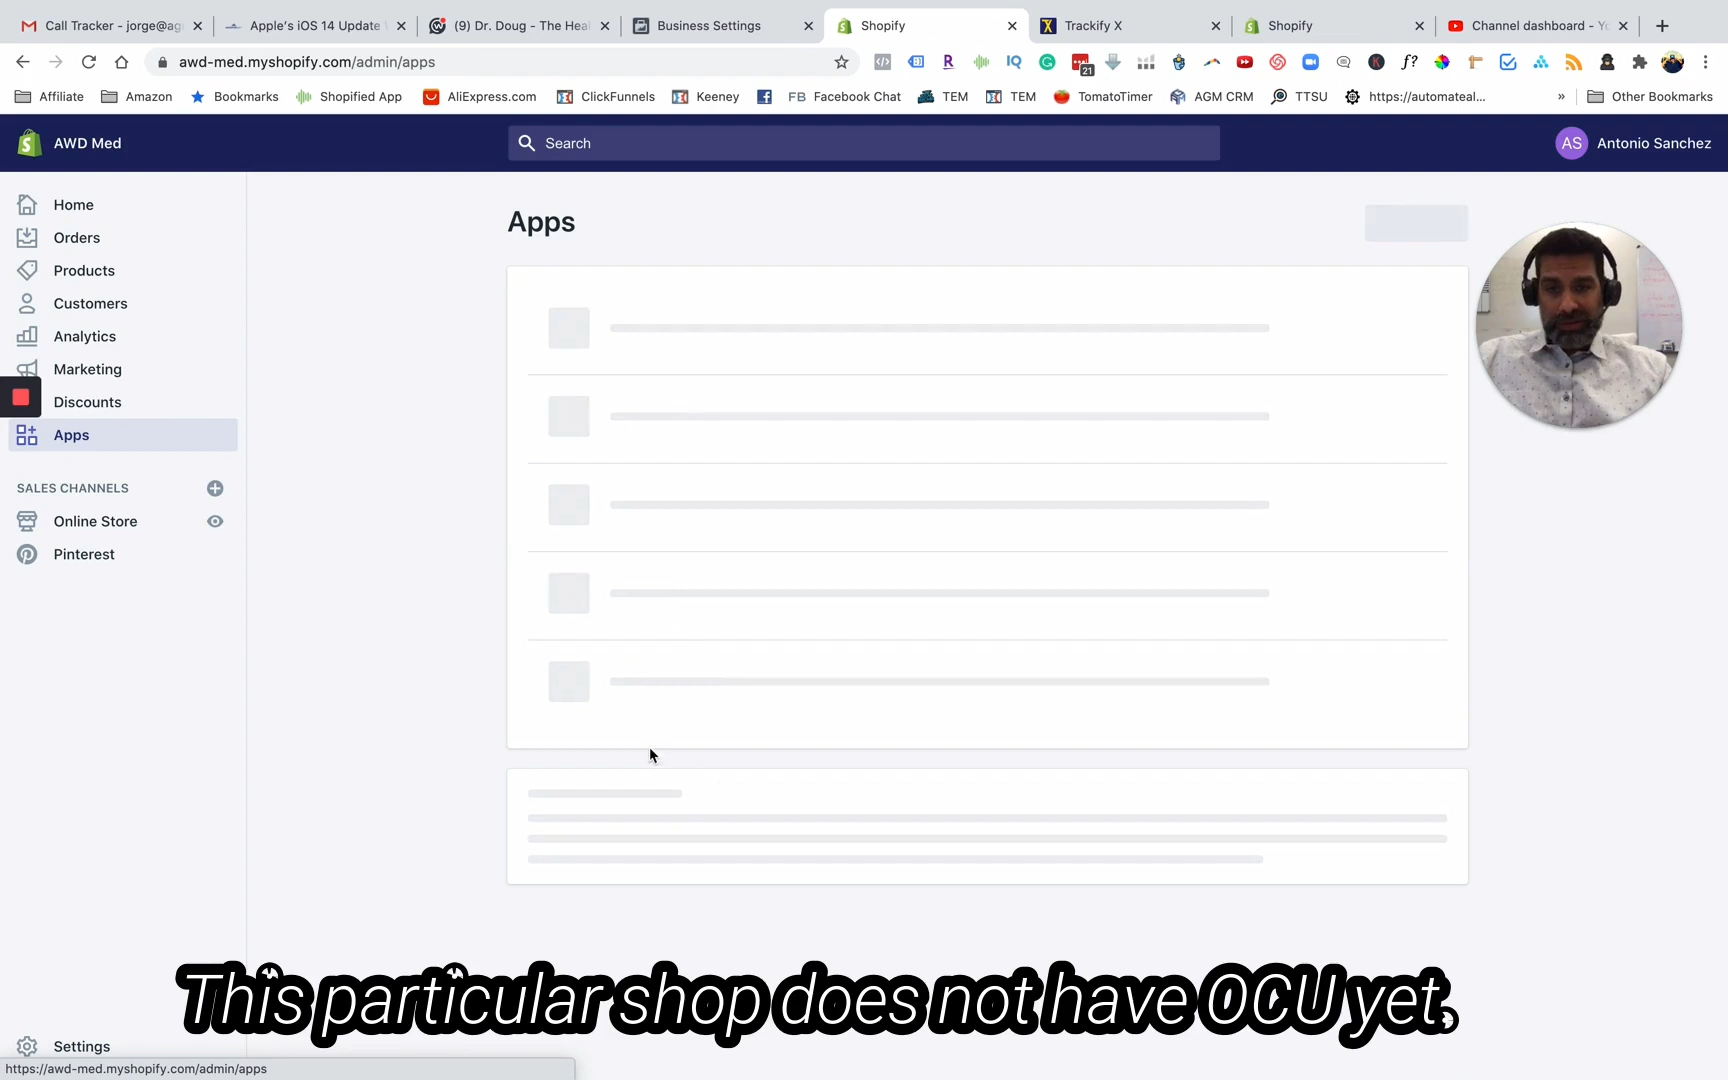 Call Tracker - jorge@ag
Apple's iOS 14 Update
(9) Dr. Doug - The Heal
Business Settings
Shopify
Trackify X
Shopify
Channel dashboard - Yo
awd-med.myshopify.com/admin/apps
21
Affiliate
Amazon
Bookmarks
Shopified App
AliExpress.com
ClickFunnels
Keeney
FB Facebook Chat
TEM
TEM
TomatoTimer
AGM CRM
TTSU
https://automateal...
»
Other Bookmarks
AWD Med
Search
AS Antonio Sanchez
Home
Orders
Products
Customers
Analytics
Marketing
Discounts
Apps
SALES CHANNELS
Online Store
Pinterest
Settings
Apps
This particular shop does not have OCU yet.
https://awd-med.myshopify.com/admin/apps